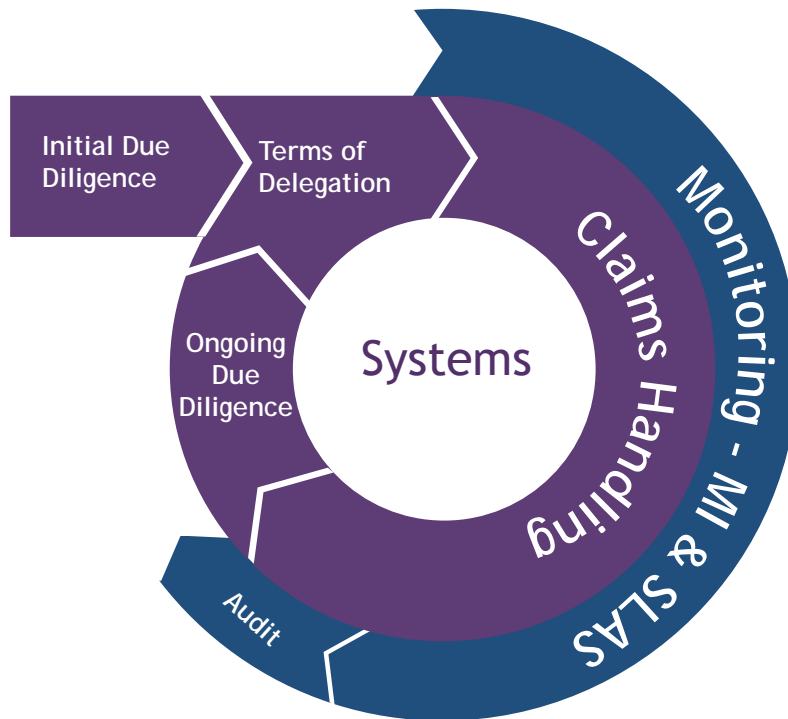 Initial Due
Diligence
Terms of
Delegation
Claims Handling
Monitoring - MI & SLAS
Systems
Ongoing
Due
Diligence
Audit